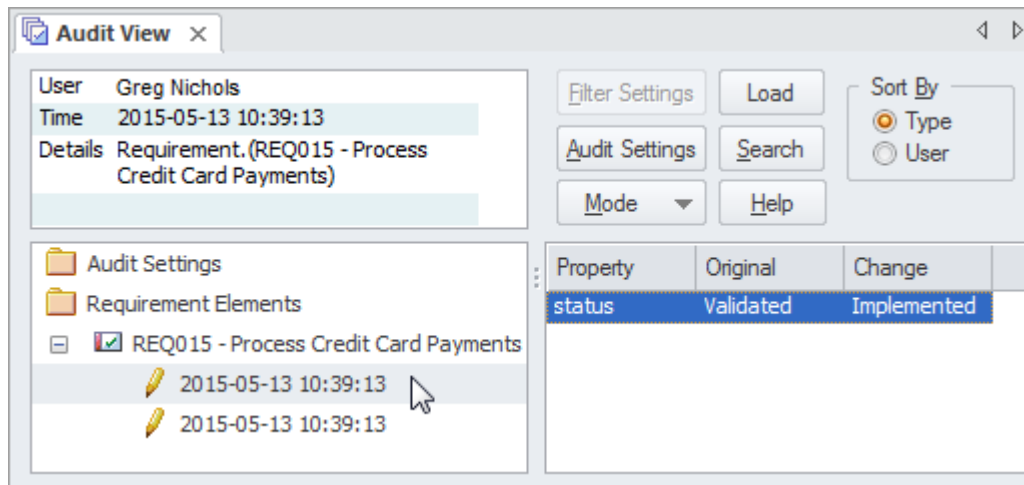 Audit View
User Greg Nichols
Time 2015-05-13 10:39:13
Details Requirement.(REQ015 - Process
Credit Card Payments)
Filter Settings Load
Audit Settings Search
Mode Help
Sort By
Type
User
Audit Settings
Requirement Elements
REQ015 - Process Credit Card Payments
2015-05-13 10:39:13
2015-05-13 10:39:13
Property Original Change
status Validated Implemented